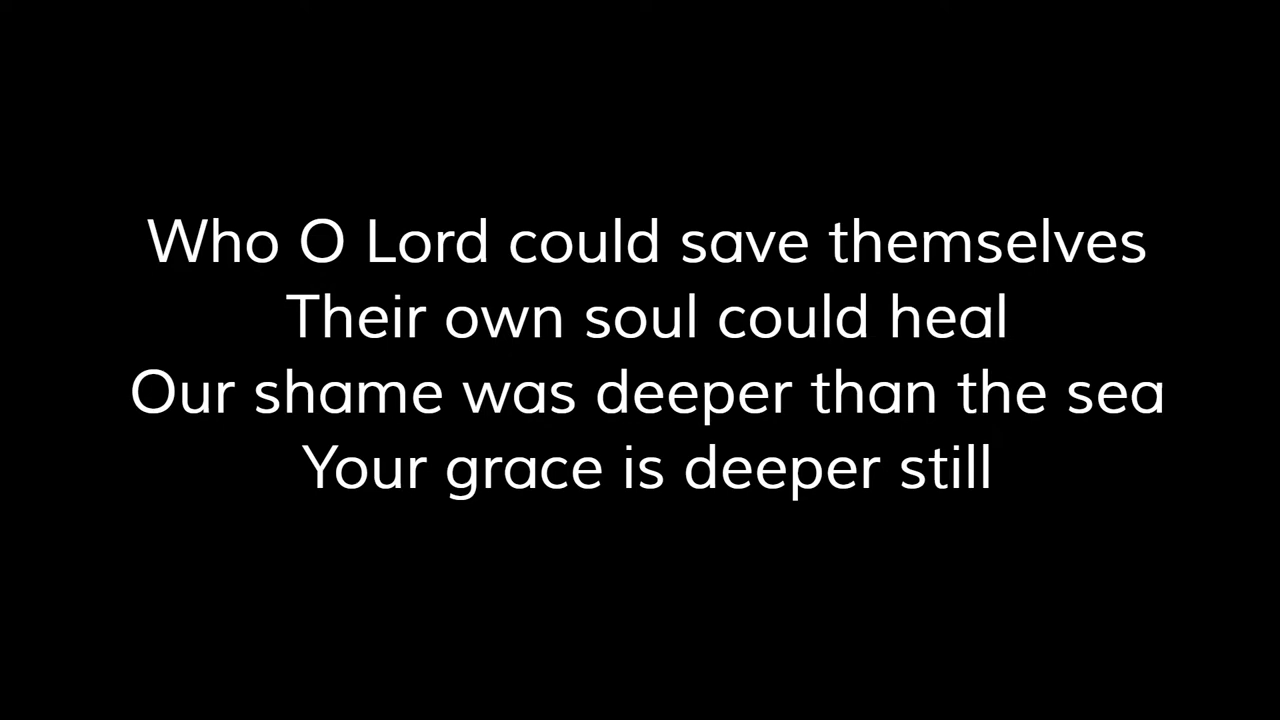 Who O Lord could save themselves
Their own soul could heal
Our shame was deeper than the sea
Your grace is deeper still